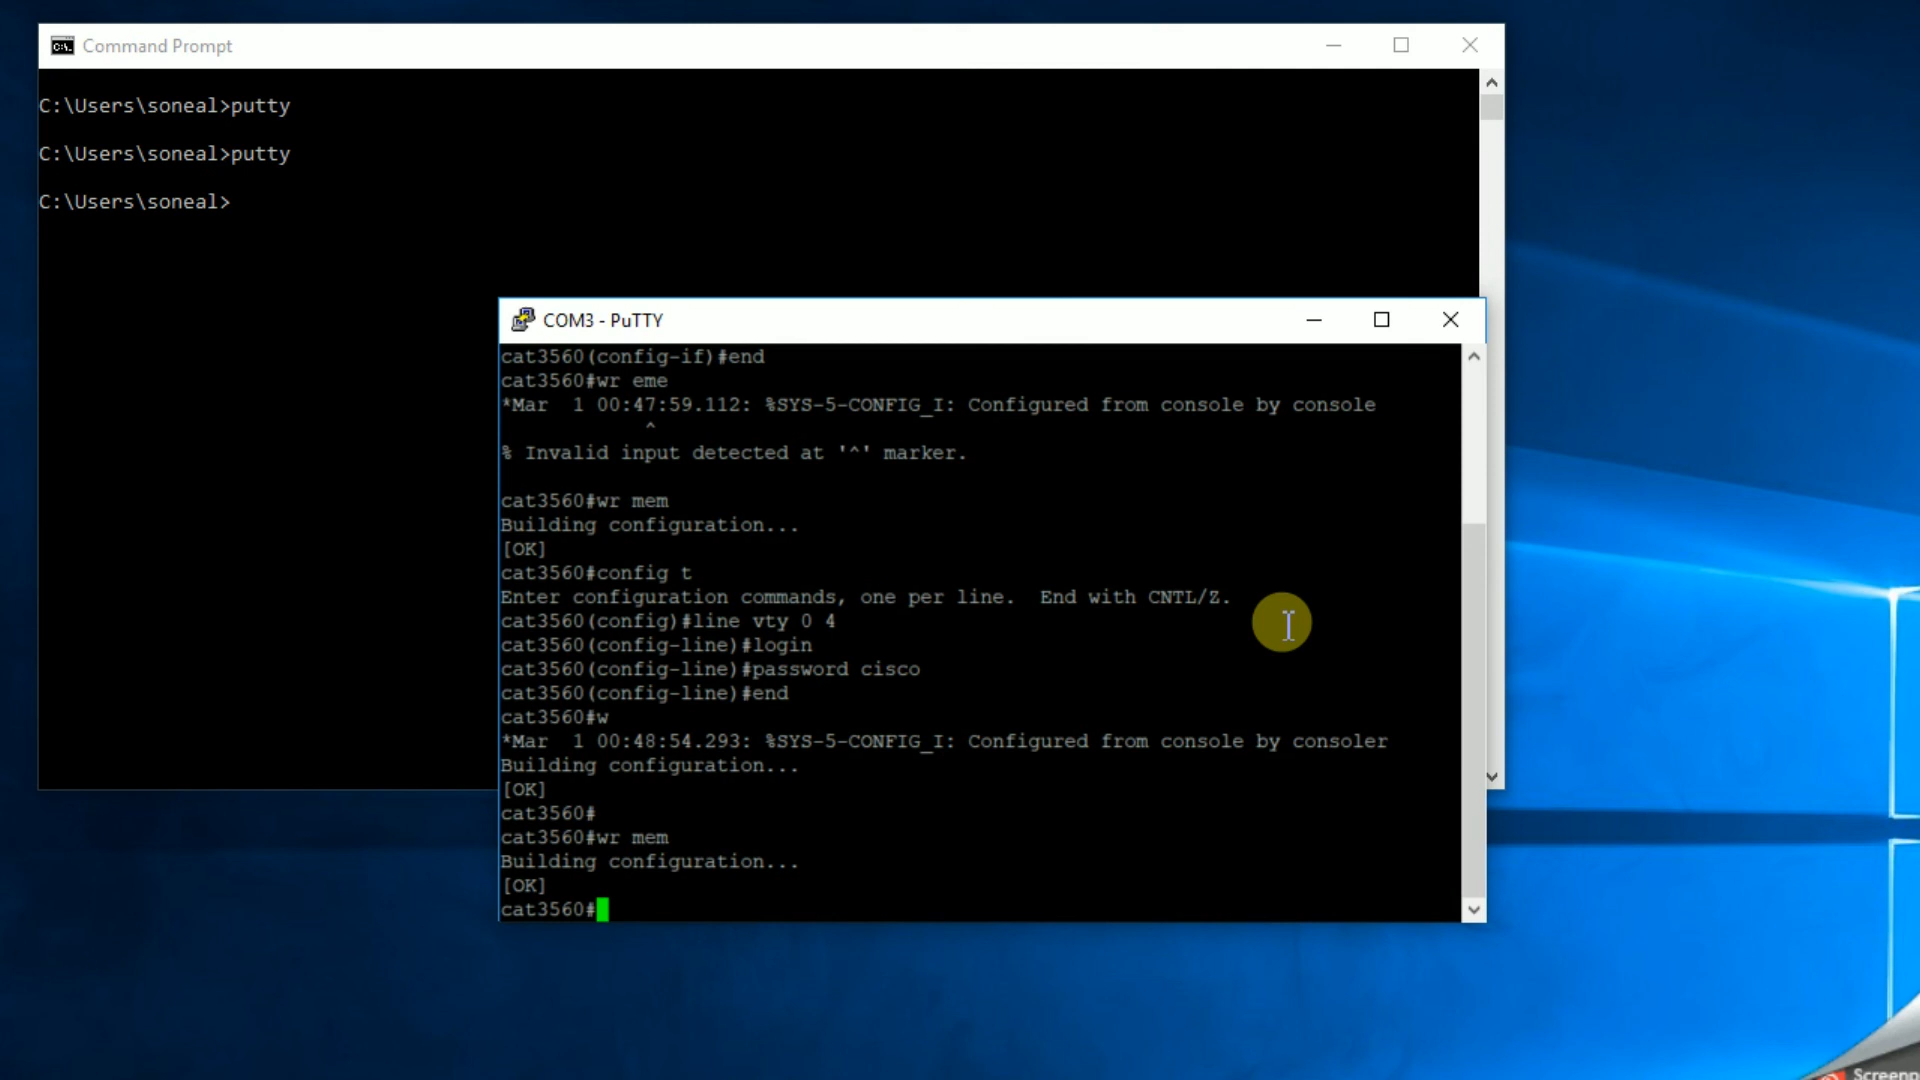 Command Prompt
C:\Users\soneal>putty
C:\Users\soneal>putty
C:\Users\soneal>
COM3 - PuTTY
cat3560(config-if)#end
cat3560#wr eme
*Mar  1 00:47:59.112: %SYS-5-CONFIG_I: Configured from console by console
^
% Invalid input detected at '^' marker.
cat3560#wr mem
Building configuration...
[OK]
cat3560#config t
Enter configuration commands, one per line.  End with CNTL/Z.
cat3560(config)#line vty 0 4
cat3560(config-line)#login
cat3560(config-line)#password cisco
cat3560(config-line)#end
cat3560#w
*Mar  1 00:48:54.293: %SYS-5-CONFIG_I: Configured from console by consoler
Building configuration...
[OK]
cat3560#
cat3560#wr mem
Building configuration...
[OK]
cat3560#